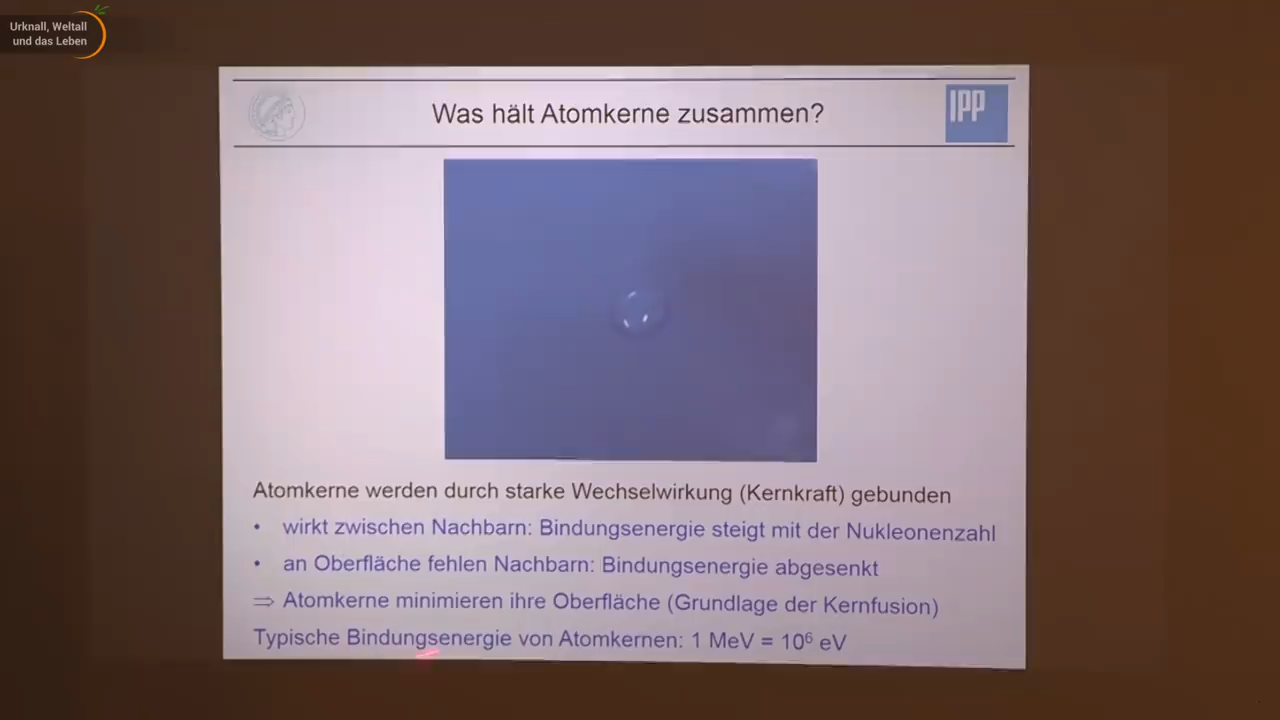 Urknall, Weltall
und das Leben
Was hält Atomkerne zusammen?
IPP
Atomkerne werden durch starke Wechselwirkung (Kernkraft) gebunden
• wirkt zwischen Nachbarn: Bindungsenergie steigt mit der Nukleonenzahl
• an Oberfläche fehlen Nachbarn: Bindungsenergie abgesenkt
⇒ Atomkerne minimieren ihre Oberfläche (Grundlage der Kernfusion)
Typische Bindungsenergie von Atomkernen: 1 MeV = 10⁶ eV